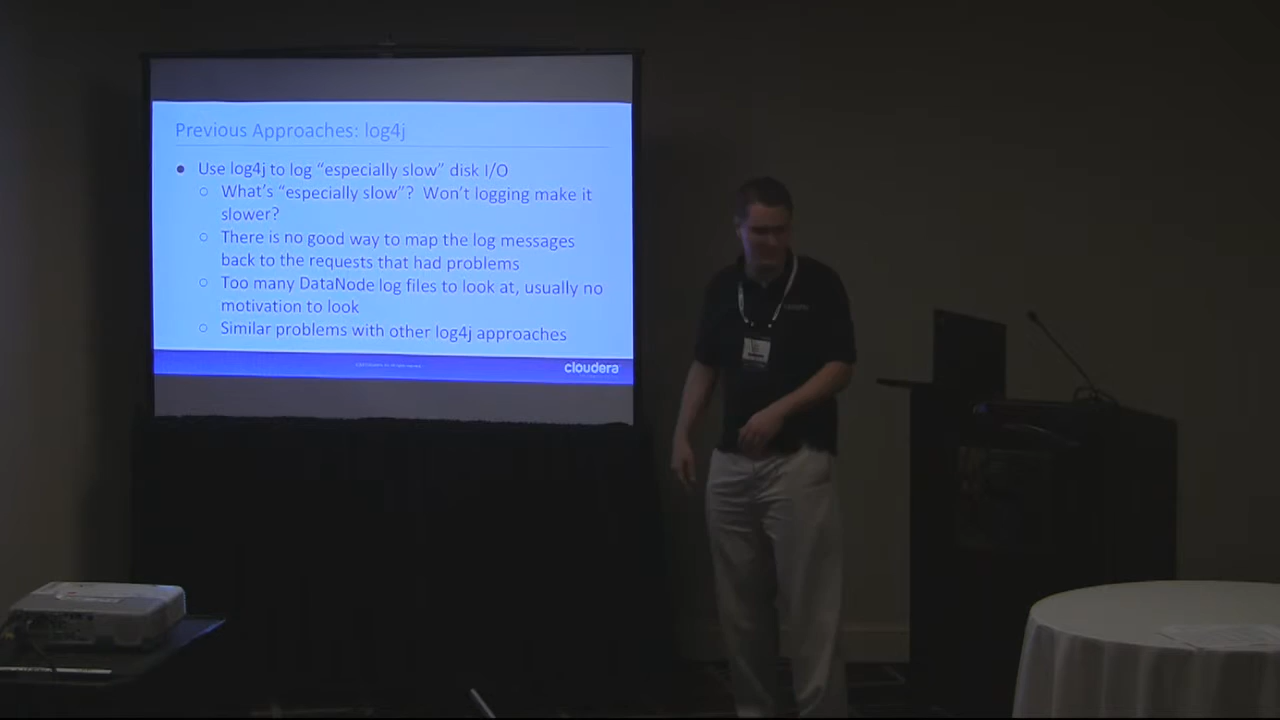 Previous Approaches: log4j
● Use log4j to log “especially slow” disk I/O
○ What’s “especially slow”? Won’t logging make it
slower?
○ There is no good way to map the log messages
back to the requests that had problems
○ Too many DataNode log files to look at, usually no
motivation to look
○ Similar problems with other log4j approaches
cloudera